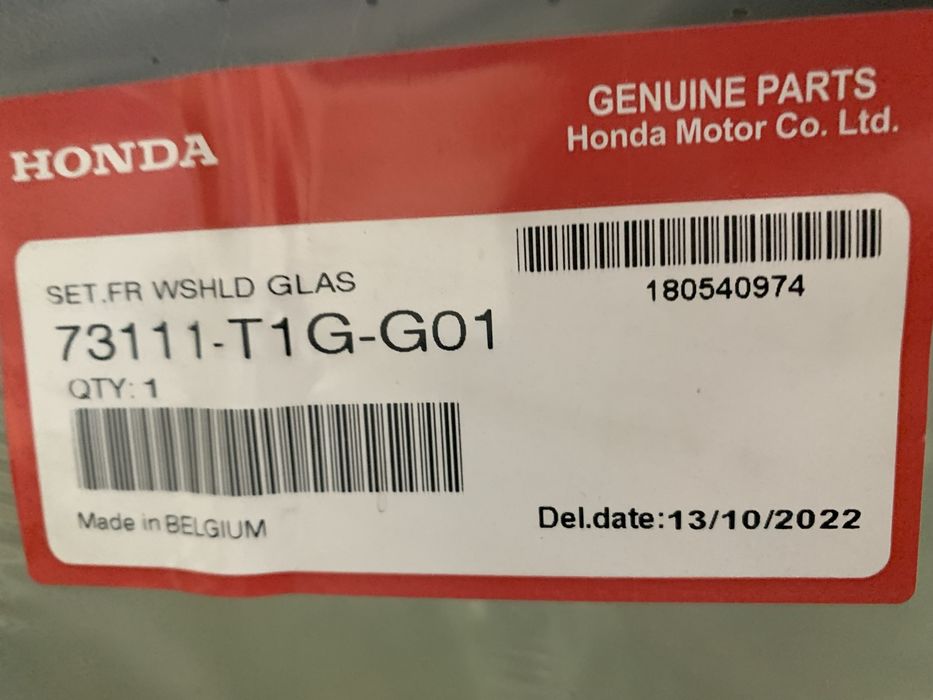 HONDA
GENUINE PARTS
Honda Motor Co. Ltd.
180540974
SET.FR WSHLD GLAS
73111-T1G-G01
QTY: 1
Made in BELGIUM
Del.date:13/10/2022